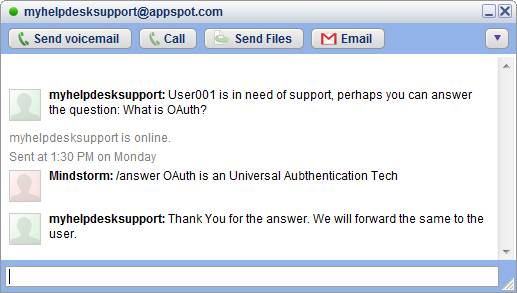 myhelpdesksupport@appspot.com
Send voicemail
Call
Send Files
Email
myhelpdesksupport: User001 is in need of support, perhaps you can answer
the question: What is OAuth?
myhelpdesksupport is online.
Sent at 1:30 PM on Monday
Mindstorm: /answer OAuth is an Universal Aubthentication Tech
myhelpdesksupport: Thank You for the answer. We will forward the same to the
user.